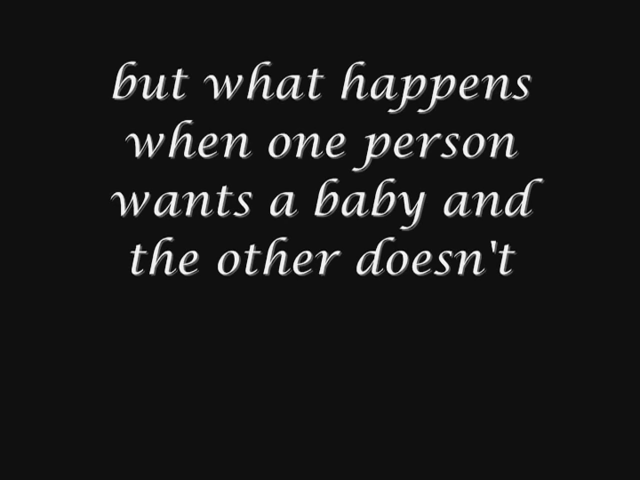 but what happens
when one person
wants a baby and
the other doesn't